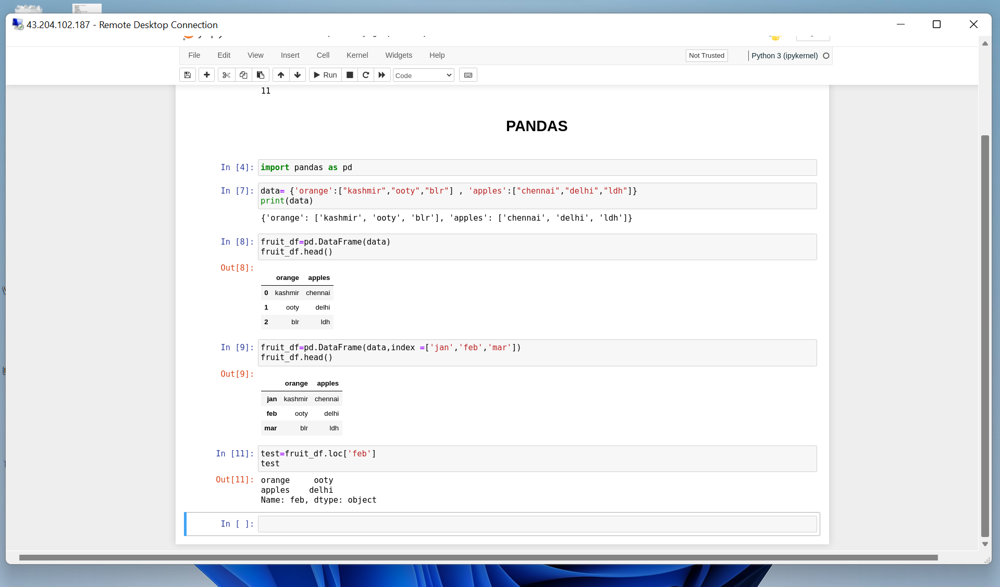 43.204.102.187 - Remote Desktop Connection
File Edit View Insert Cell Kernel Widgets Help Not Trusted Python 3 (ipykernel)
Run Code
11
PANDAS
In [4]: import pandas as pd
In [7]: data= {'orange':["kashmir","ooty","blr"] , 'apples':["chennai","delhi","ldh"]}
print(data)
{'orange': ['kashmir', 'ooty', 'blr'], 'apples': ['chennai', 'delhi', 'ldh']}
In [8]: fruit_df=pd.DataFrame(data)
fruit_df.head()
Out[8]:
orange apples
0 kashmir chennai
1 ooty delhi
2 blr ldh
In [9]: fruit_df=pd.DataFrame(data,index =['jan','feb','mar'])
fruit_df.head()
Out[9]:
orange apples
jan kashmir chennai
feb ooty delhi
mar blr ldh
In [11]: test=fruit_df.loc['feb']
test
Out[11]: orange ooty
apples delhi
Name: feb, dtype: object
In [ ]: